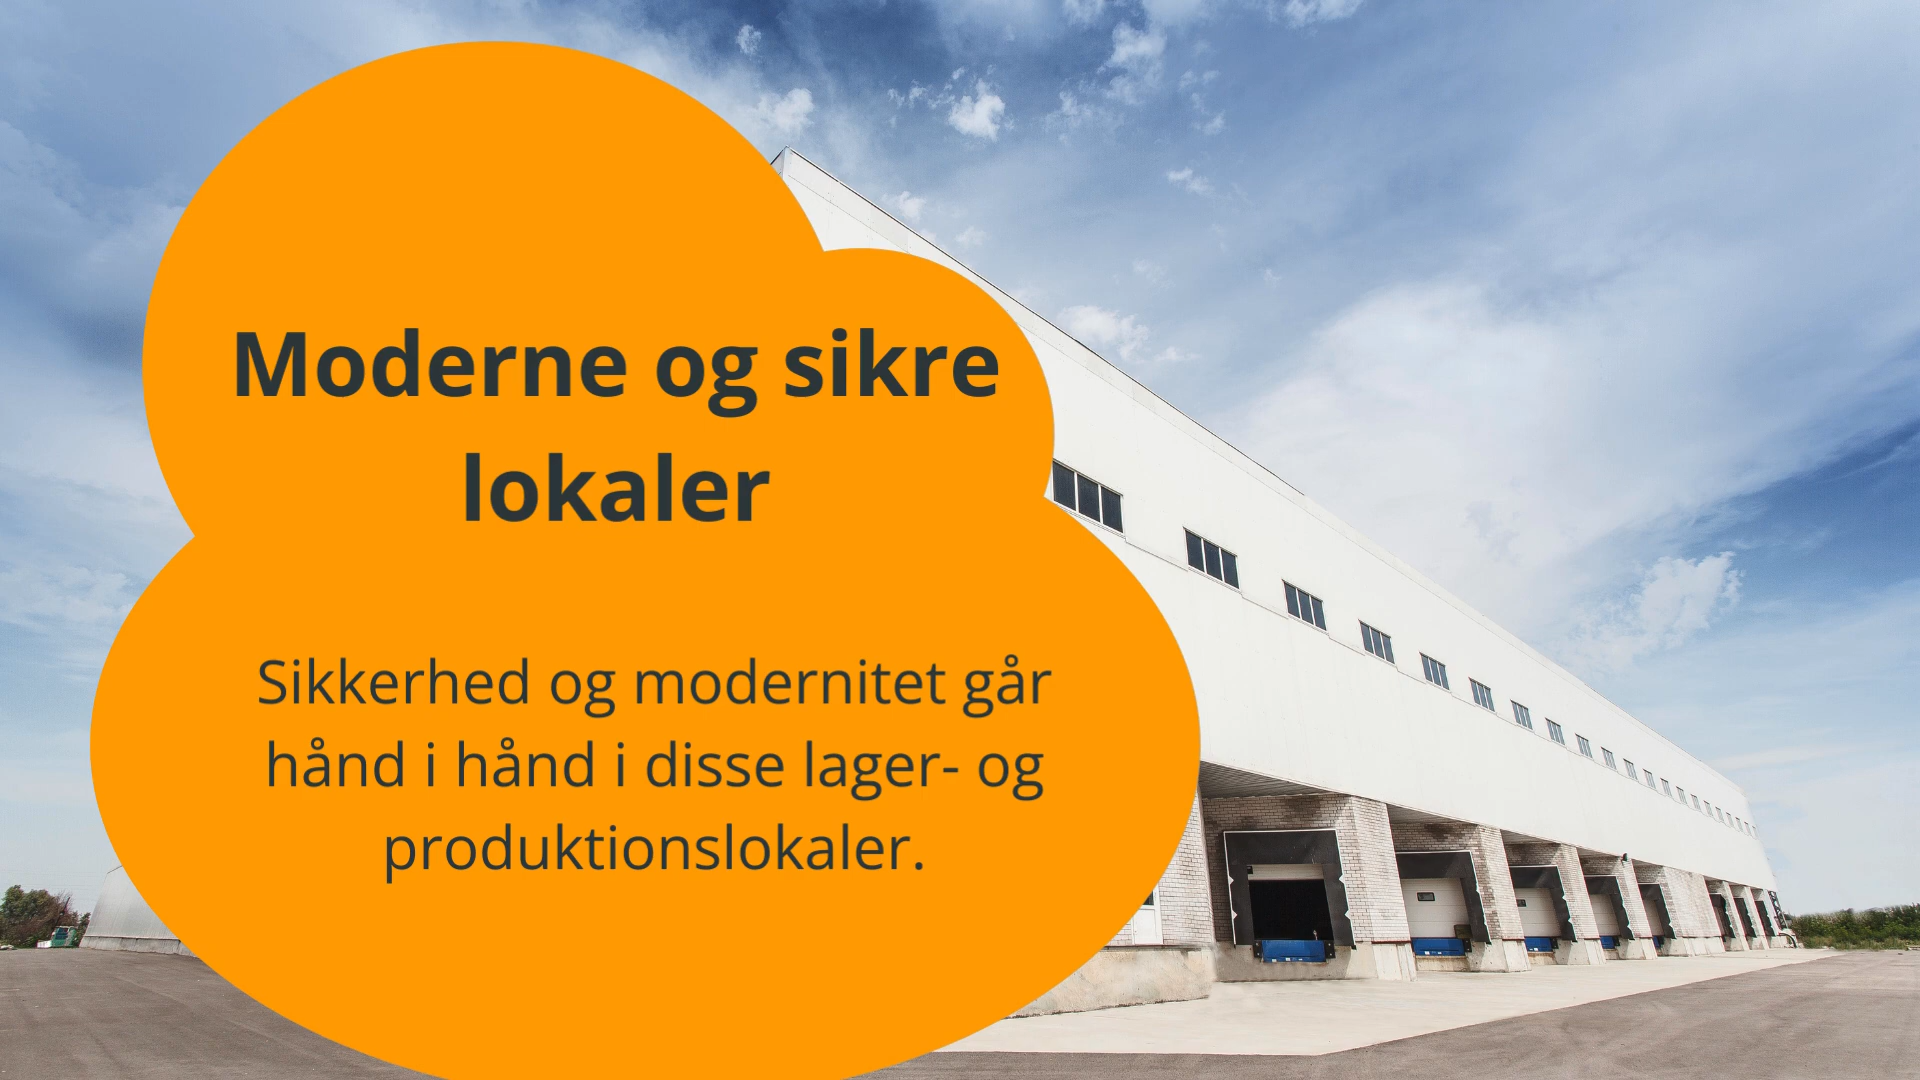 Moderne og sikre
lokaler
Sikkerhed og modernitet går
hånd i hånd i disse lager- og
produktionslokaler.